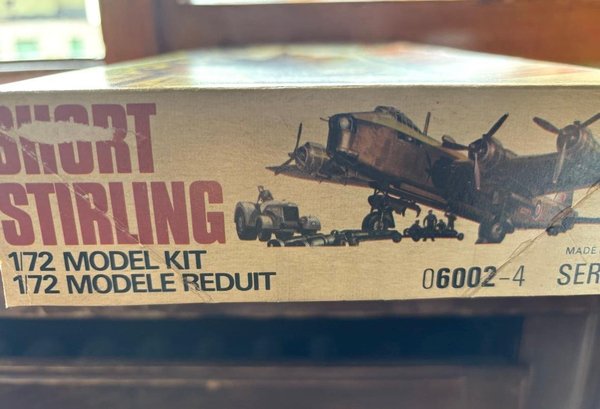 SHORT
STIRLING
1/72 MODEL KIT
1/72 MODELE REDUIT
06002-4
MADE
SER